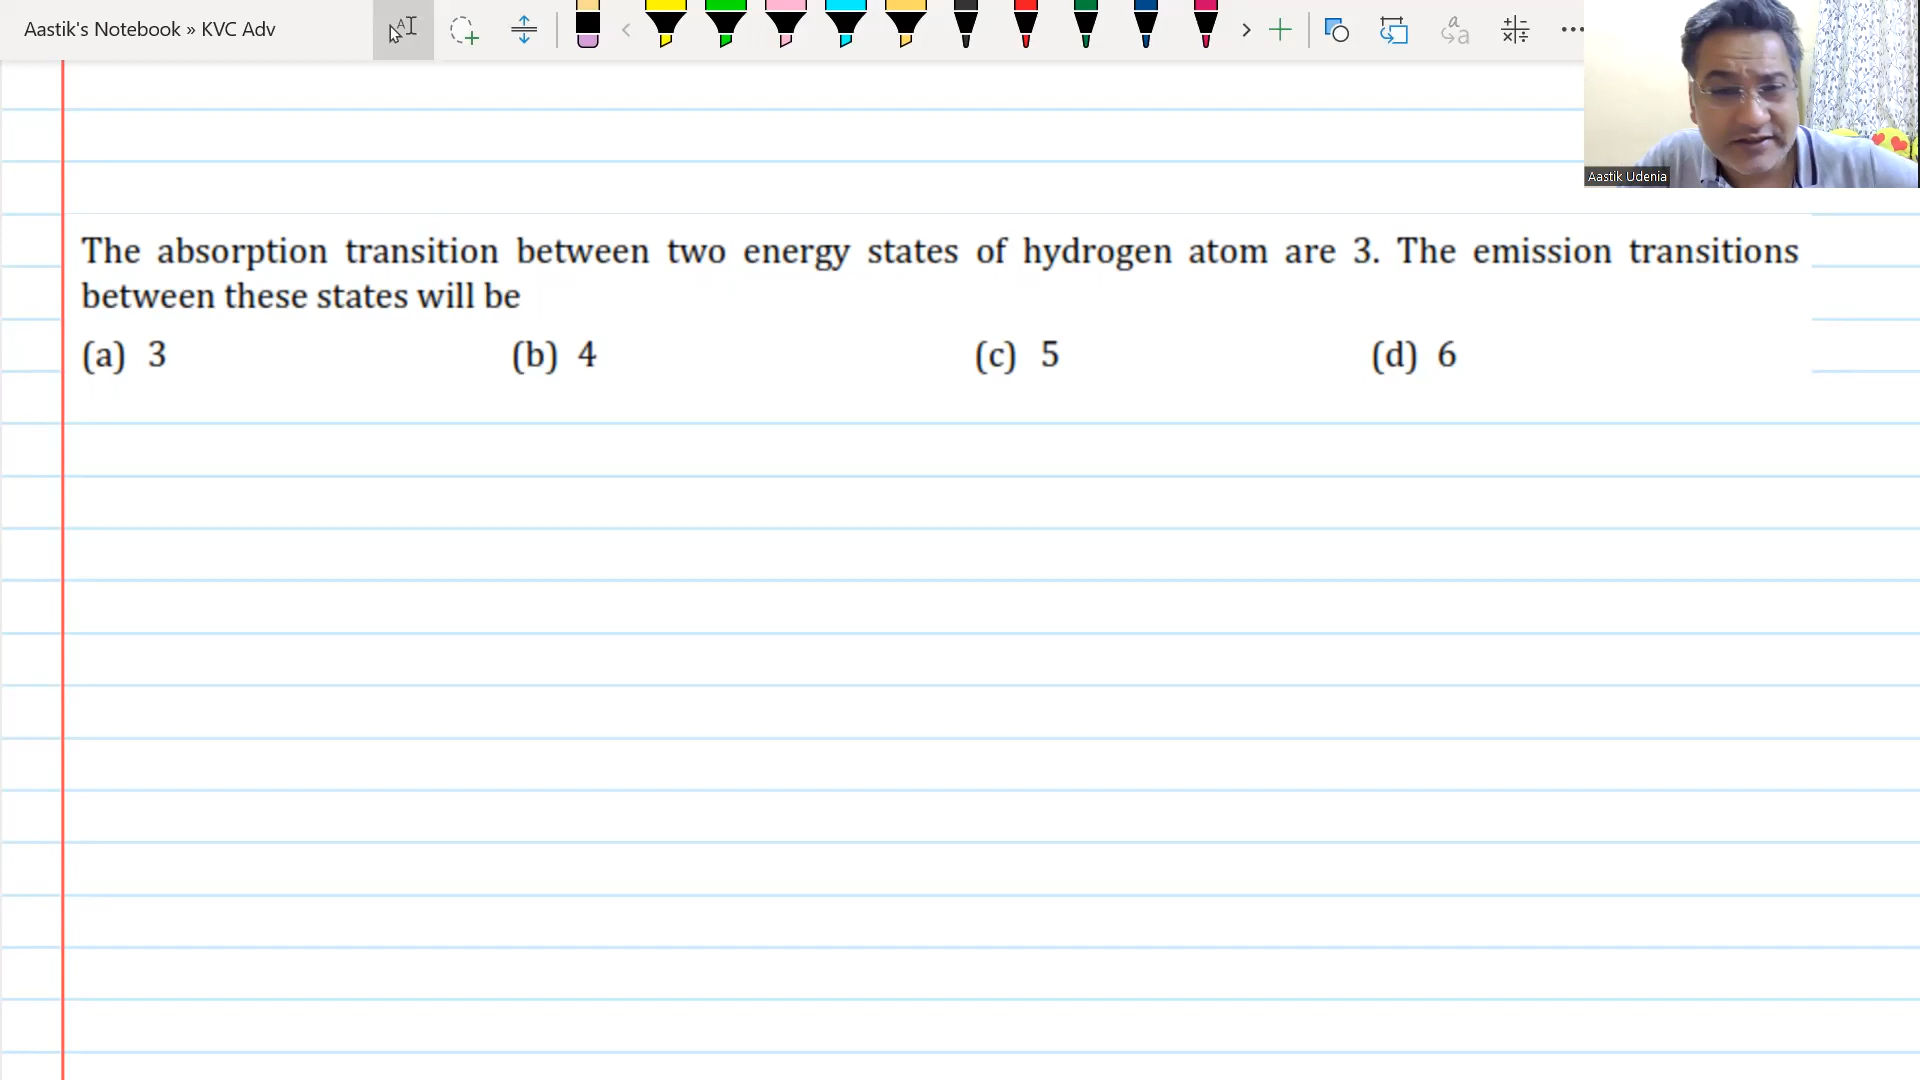 Aastik's Notebook » KVC Adv
Aastik Udenia
The absorption transition between two energy states of hydrogen atom are 3. The emission transitions
between these states will be
(a) 3 (b) 4 (c) 5 (d) 6